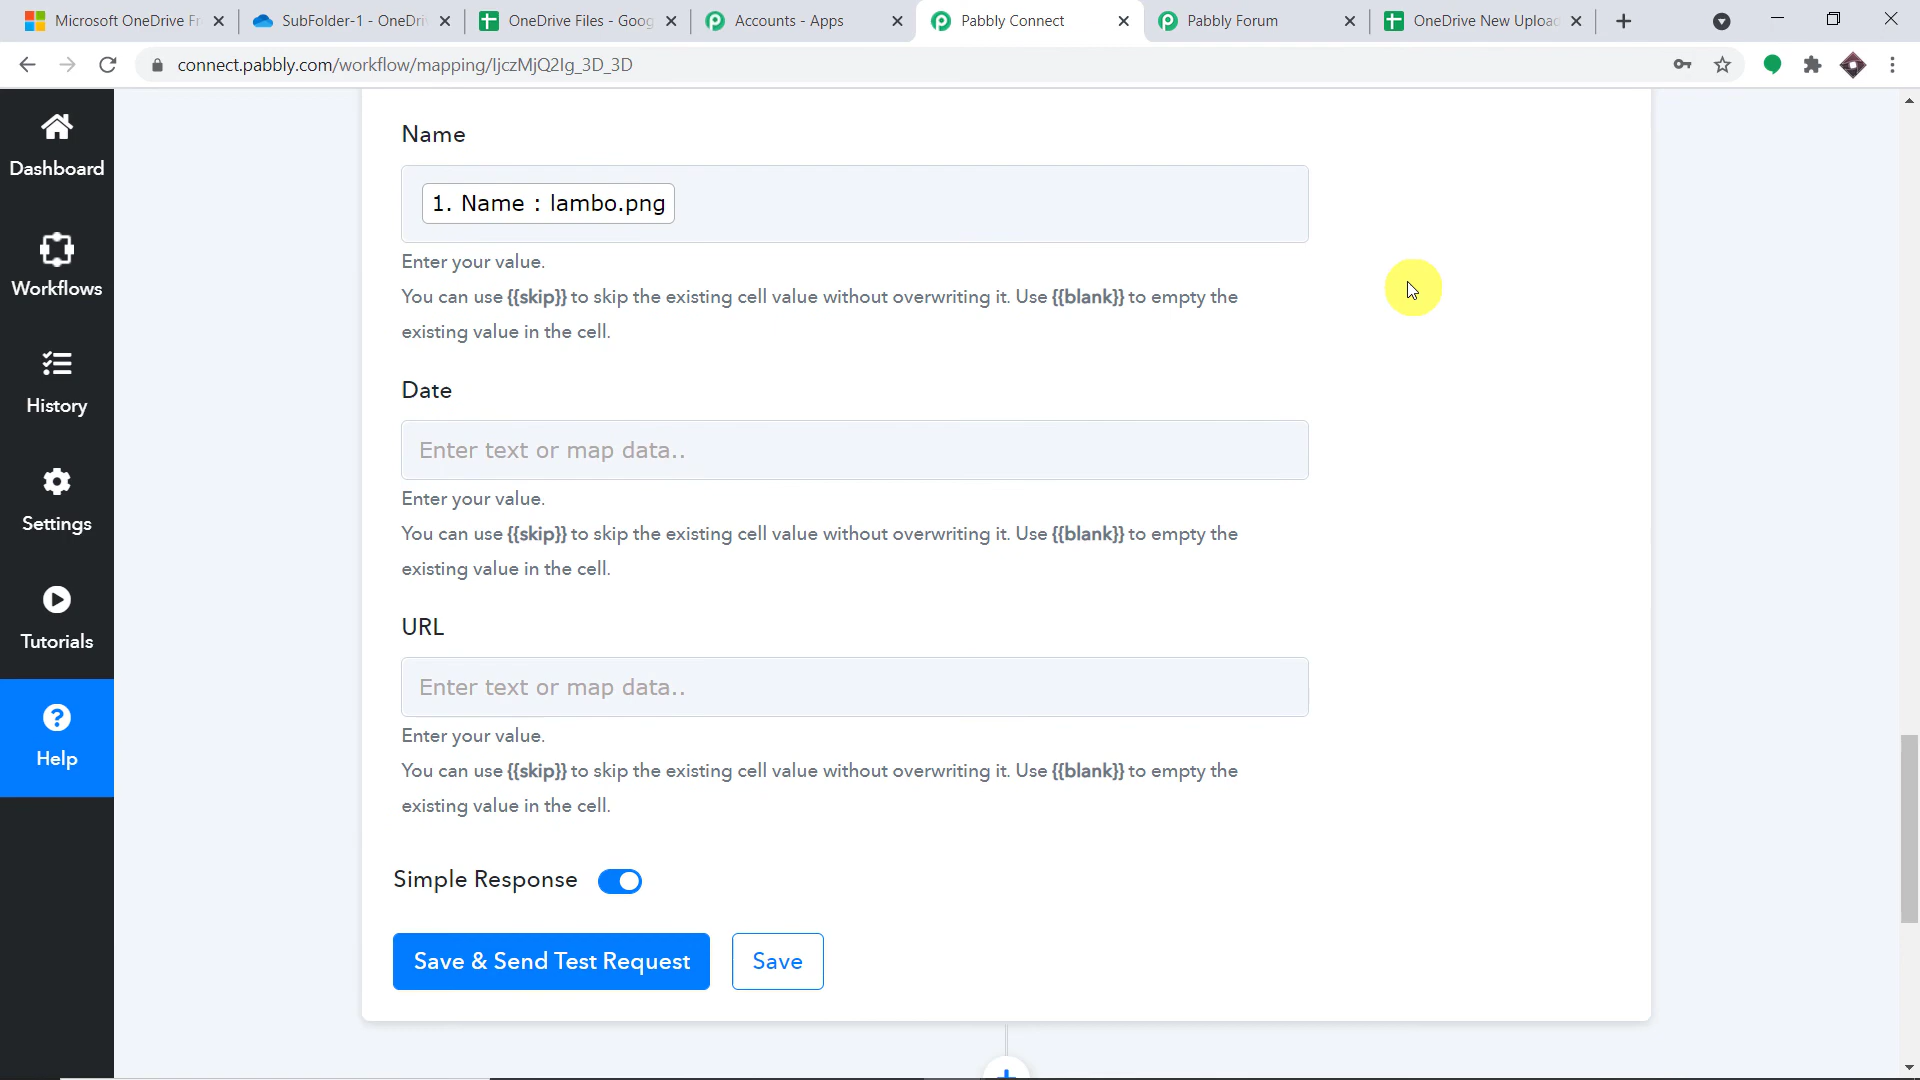 Microsoft OneDrive Fr
SubFolder-1 - OneDri
OneDrive Files - Goog
Accounts - Apps
Pabbly Connect
Pabbly Forum
OneDrive New Upload
connect.pabbly.com/workflow/mapping/IjczMjQ2Ig_3D_3D
Dashboard
Workflows
History
Settings
Tutorials
Help
Name
1. Name : lambo.png
Enter your value.
You can use {{skip}} to skip the existing cell value without overwriting it. Use {{blank}} to empty the
existing value in the cell.
Date
Enter text or map data..
Enter your value.
You can use {{skip}} to skip the existing cell value without overwriting it. Use {{blank}} to empty the
existing value in the cell.
URL
Enter text or map data..
Enter your value.
You can use {{skip}} to skip the existing cell value without overwriting it. Use {{blank}} to empty the
existing value in the cell.
Simple Response
Save & Send Test Request
Save